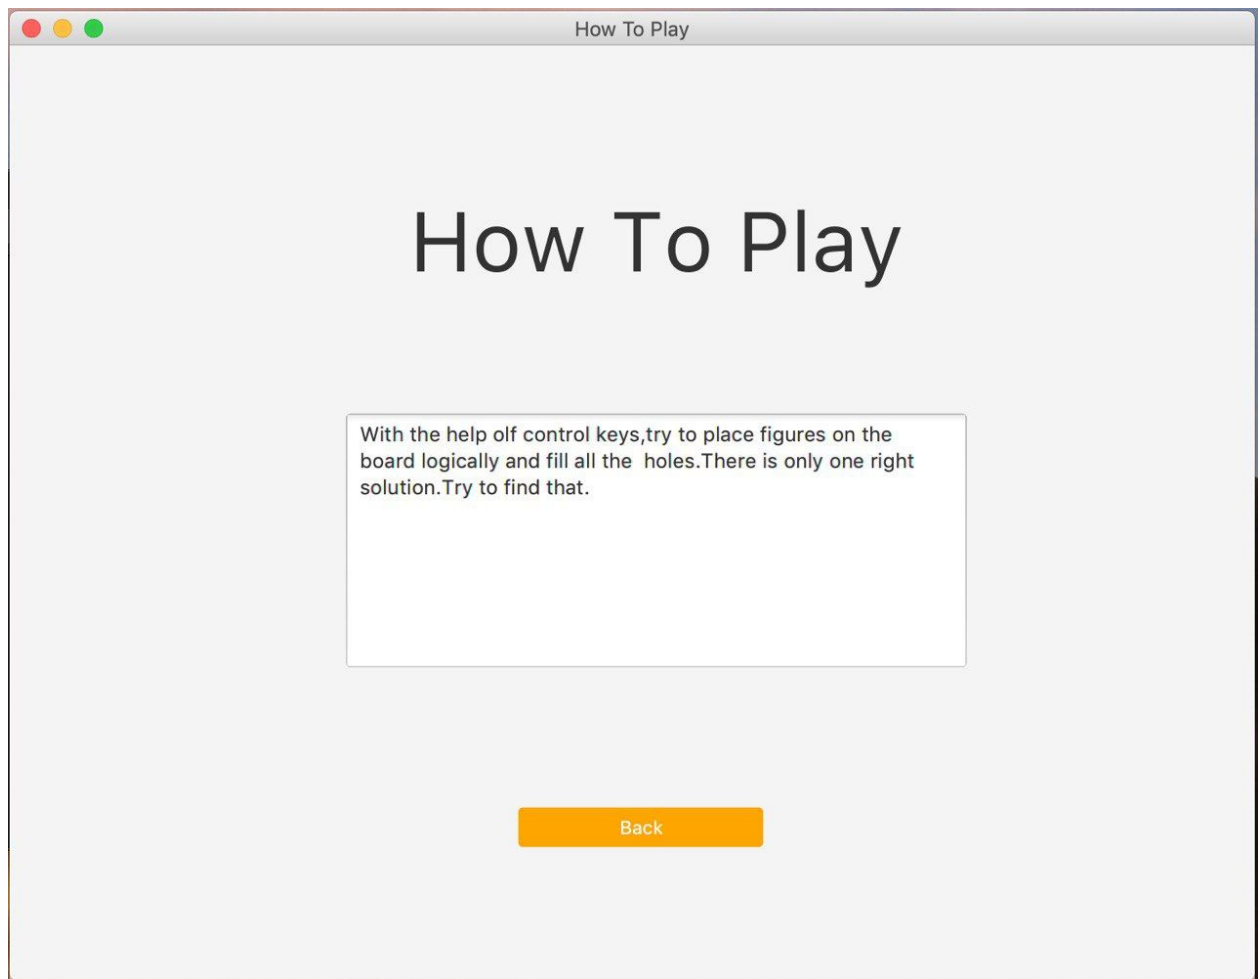 How To Play
How To Play
With the help olf control keys,try to place figures on the
board logically and fill all the  holes.There is only one right
solution.Try to find that.
Back